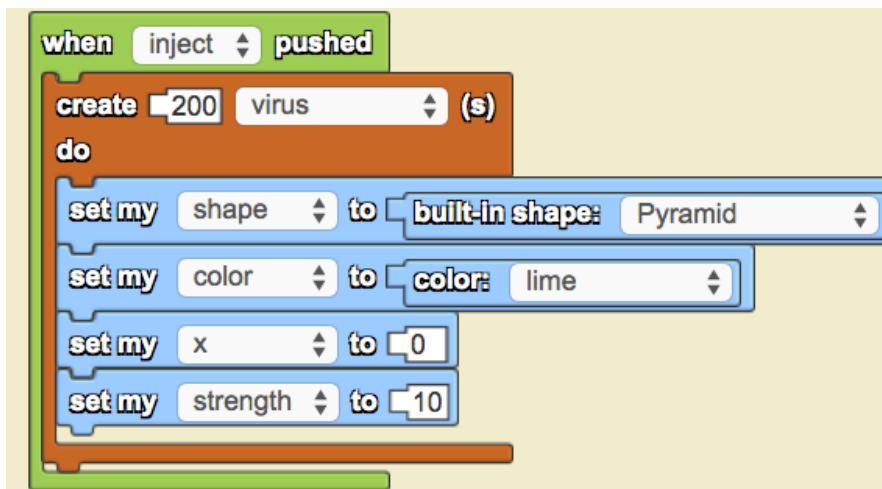 when inject pushed
create 200 virus (s)
do
set my shape to built-in shape: Pyramid
set my color to color: lime
set my x to 0
set my strength to 10